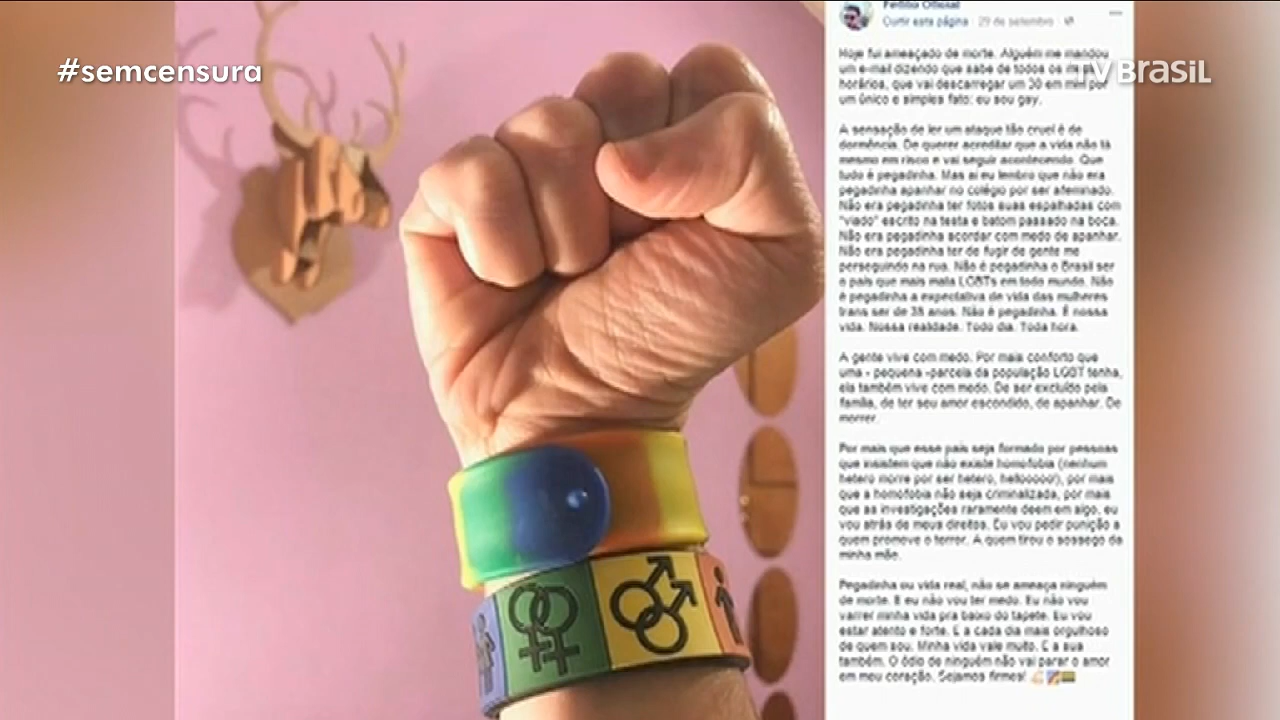 #semcensura
TV BRASIL
Curtir esta página · 29 de setembro ·
Hoje fui ameaçado de morte. Alguém me mandou
um e-mail dizendo que sabe de todos os
horários, que vai descarregar um 30 em mim por
um único e simples fato: eu sou gay.
A sensação de ler um ataque tão cruel é de
dormência. De querer acreditar que a vida não tá
mesmo em risco e vai seguir acontecendo. Que
tudo é pegadinha. Mas aí eu lembro que não era
pegadinha apanhar no colégio por ser afeminado.
Não era pegadinha ter fotos suas espalhadas com
"viado" escrito na testa e batom passado na boca.
Não era pegadinha acordar com medo de apanhar.
Não era pegadinha ter de fugir de gente me
perseguindo na rua. Não é pegadinha o Brasil ser
o país que mais mata LGBTs em todo mundo. Não
é pegadinha a expectativa de vida das mulheres
trans ser de 38 anos. Não é pegadinha. É nossa
vida. Nossa realidade. Todo dia. Toda hora.
A gente vive com medo. Por mais conforto que
uma - pequena -parcela da população LGBT tenha,
ela também vive com medo. De ser excluído pela
família, de ter seu amor escondido, de apanhar. De
morrer.
Por mais que esse país seja formado por pessoas
que insistem que não existe homofobia (nenhum
hetero morre por ser hetero, helloooo!), por mais
que a homofobia não seja criminalizada, por mais
que as investigações raramente deem em algo, eu
vou atrás de meus direitos. Eu vou pedir punição a
quem promove o terror. A quem tirou o sossego da
minha mãe.
Pegadinha ou vida real, não se ameaça ninguém
de morte. E eu não vou ter medo. Eu não vou
varrer minha vida pra baixo do tapete. Eu vou
estar atento e forte. E a cada dia mais orgulhoso
de quem sou. Minha vida vale muito. E a sua
também. O ódio de ninguém não vai parar o amor
em meu coração. Sejamos firmes!